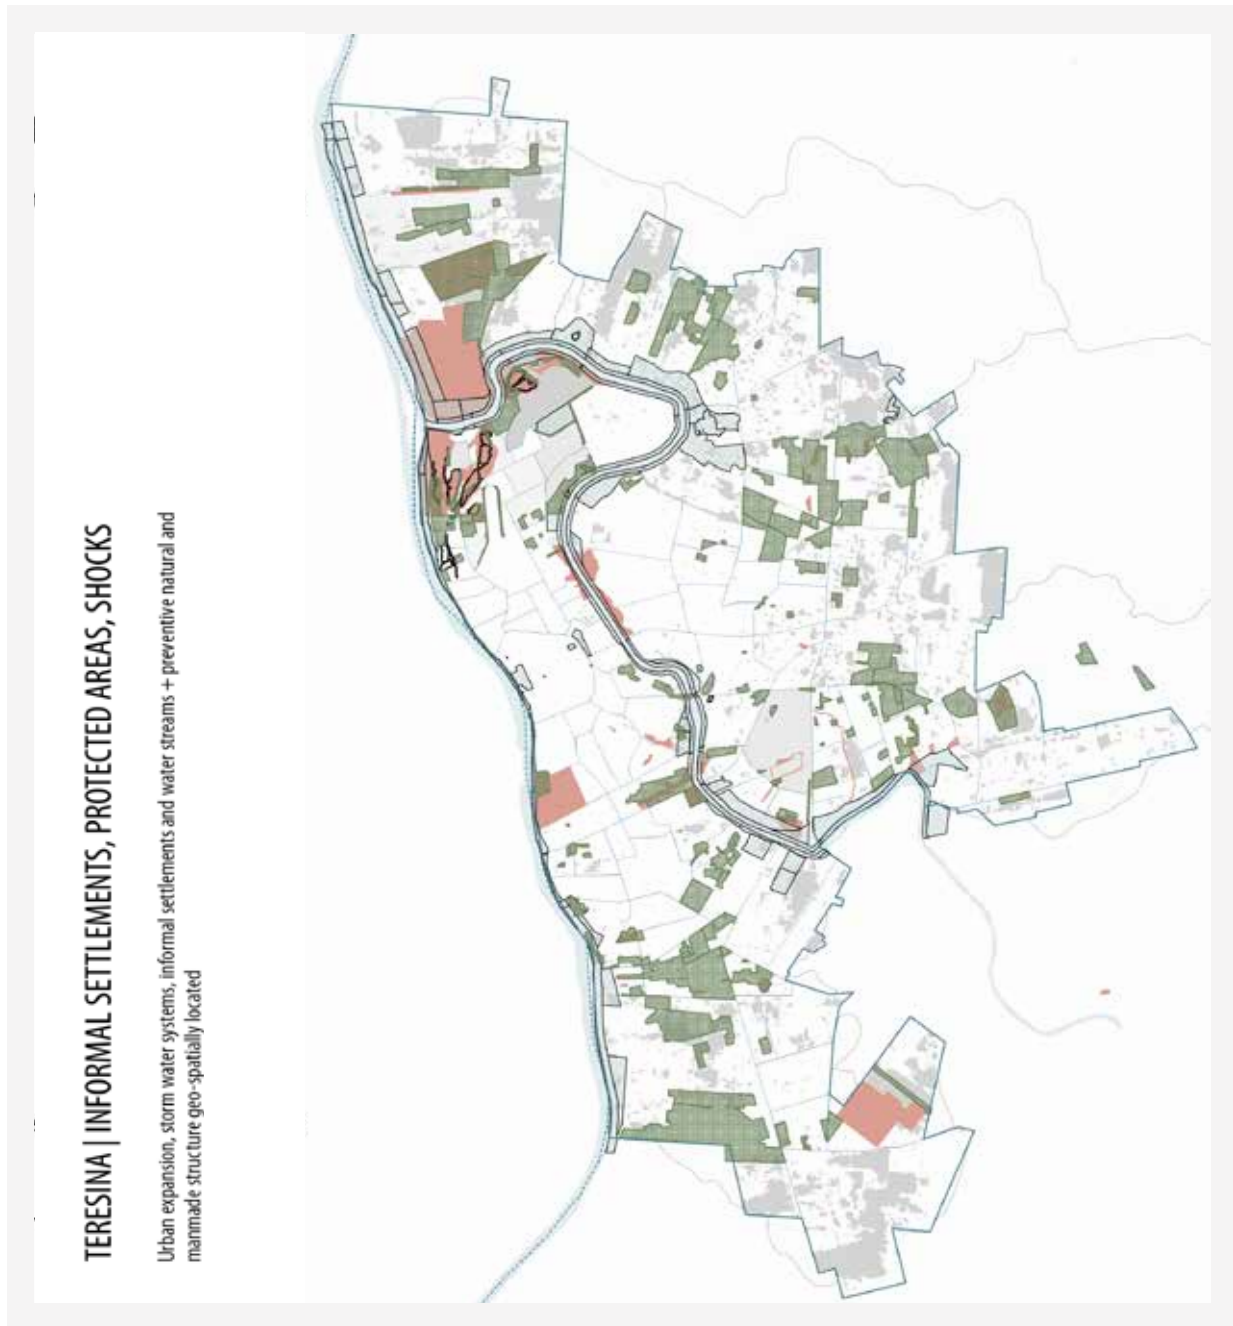 TERESINA | INFORMAL SETTLEMENTS, PROTECTED AREAS, SHOCKS
Urban expansion, storm water systems, informal settlements and water streams + preventive natural and
manmade structure geo-spatially located